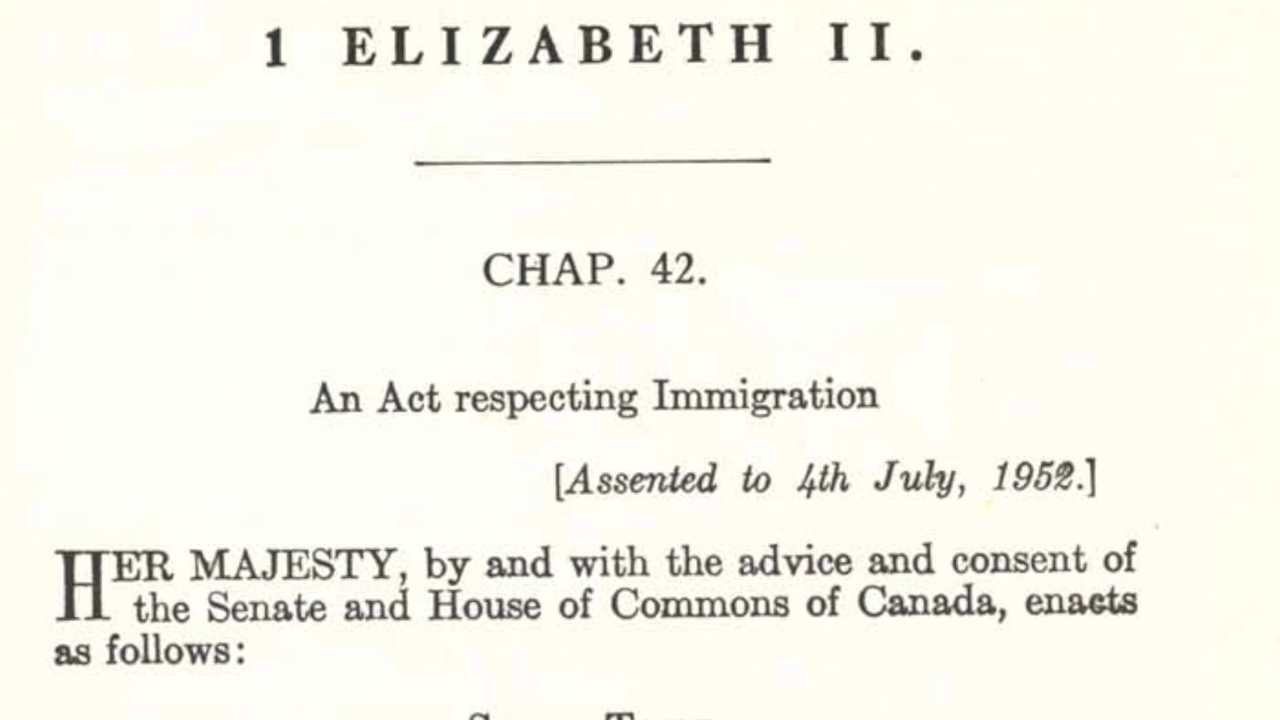 1 ELIZABETH II.
CHAP. 42.
An Act respecting Immigration
[Assented to 4th July, 1952.]
HER MAJESTY, by and with the advice and consent of
the Senate and House of Commons of Canada, enacts
as follows: